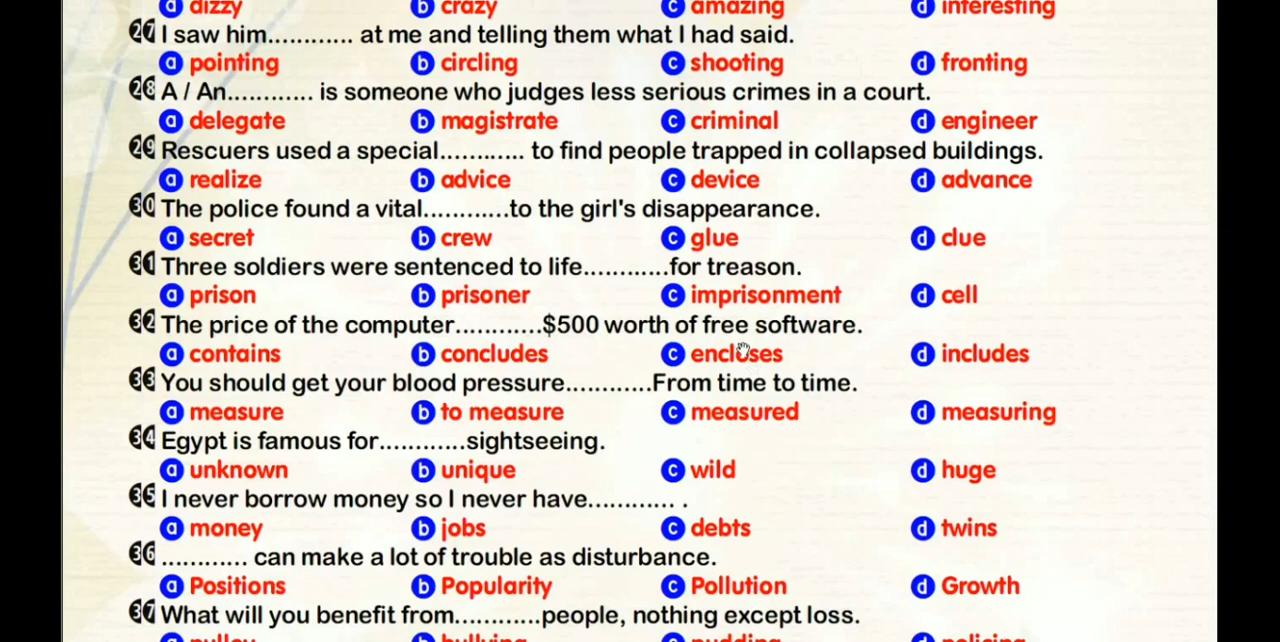 a dizzy b crazy c amazing d interesting
27 I saw him............ at me and telling them what I had said.
a pointing b circling c shooting d fronting
28 A / An............ is someone who judges less serious crimes in a court.
a delegate b magistrate c criminal d engineer
29 Rescuers used a special............ to find people trapped in collapsed buildings.
a realize b advice c device d advance
30 The police found a vital............to the girl's disappearance.
a secret b crew c glue d clue
31 Three soldiers were sentenced to life............for treason.
a prison b prisoner c imprisonment d cell
32 The price of the computer............$500 worth of free software.
a contains b concludes c encloses d includes
33 You should get your blood pressure............From time to time.
a measure b to measure c measured d measuring
34 Egypt is famous for............sightseeing.
a unknown b unique c wild d huge
35 I never borrow money so I never have............ .
a money b jobs c debts d twins
36 ............ can make a lot of trouble as disturbance.
a Positions b Popularity c Pollution d Growth
37 What will you benefit from............people, nothing except loss.
a pulley b bullying c pudding d policing